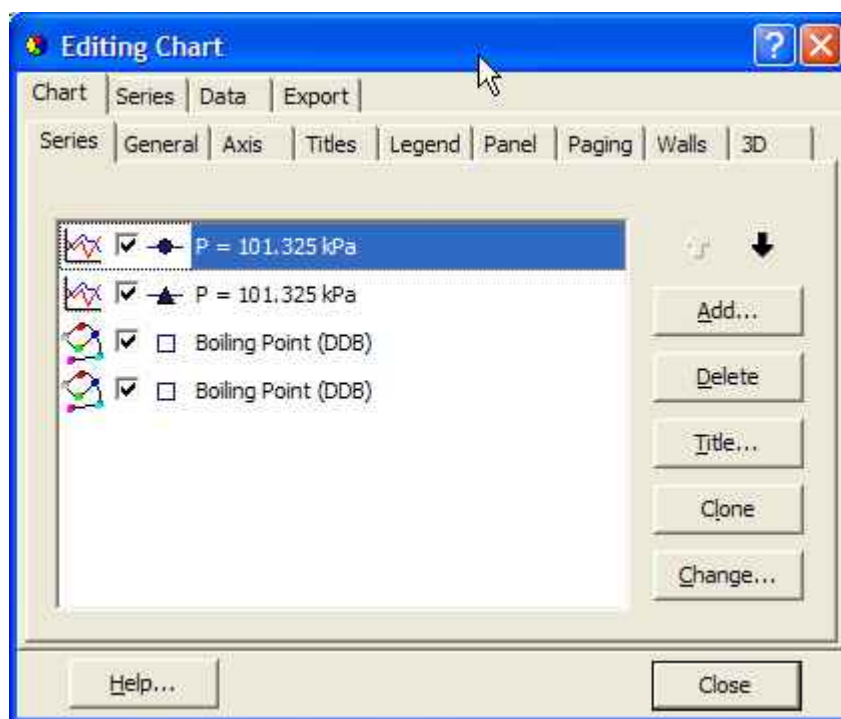 Editing Chart
Chart Series Data Export
Series General Axis Titles Legend Panel Paging Walls 3D
P = 101.325 kPa
P = 101.325 kPa
Boiling Point (DDB)
Boiling Point (DDB)
Add...
Delete
Title...
Clone
Change...
Help... Close